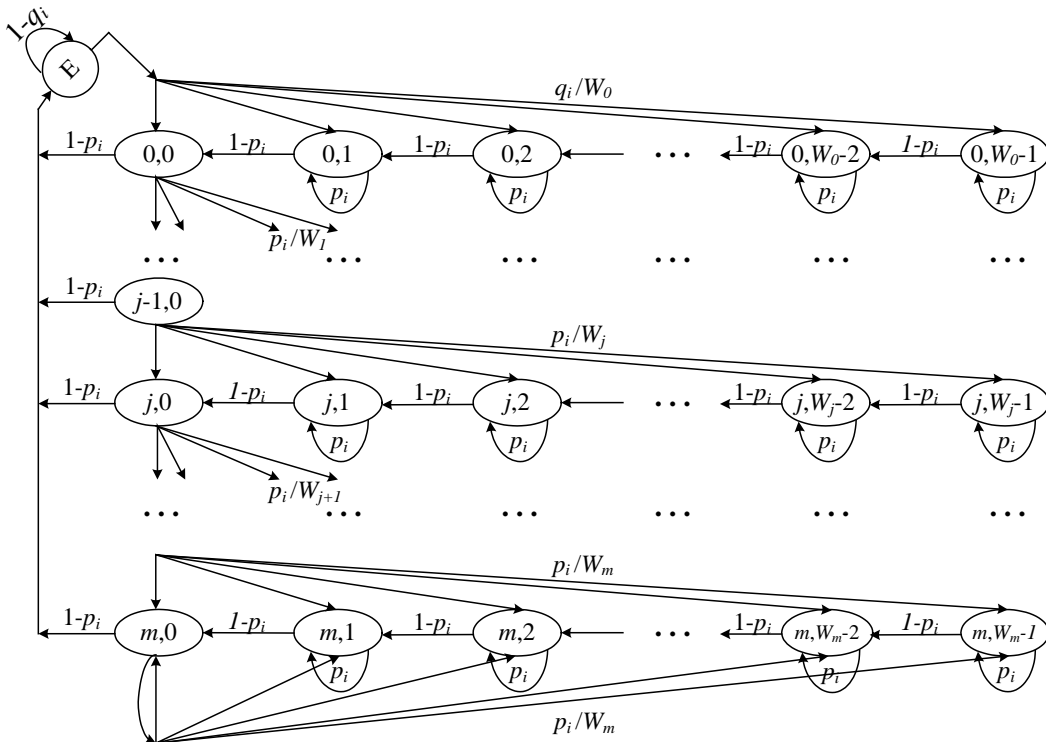 1-qᵢ
E
qᵢ/W₀
1-pᵢ 0,0 1-pᵢ 0,1 1-pᵢ 0,2 ... 1-pᵢ 0,W₀-2 1-pᵢ 0,W₀-1
pᵢ pᵢ pᵢ pᵢ
pᵢ/W₁
... ... ... ... ... ...
1-pᵢ j-1,0
pᵢ/Wⱼ
1-pᵢ j,0 1-pᵢ j,1 1-pᵢ j,2 ... 1-pᵢ j,Wⱼ-2 1-pᵢ j,Wⱼ-1
pᵢ pᵢ pᵢ pᵢ
pᵢ/Wⱼ₊₁
... ... ... ... ... ...
pᵢ/Wₘ
1-pᵢ m,0 1-pᵢ m,1 1-pᵢ m,2 ... 1-pᵢ m,Wₘ-2 1-pᵢ m,Wₘ-1
pᵢ pᵢ pᵢ pᵢ
pᵢ/Wₘ